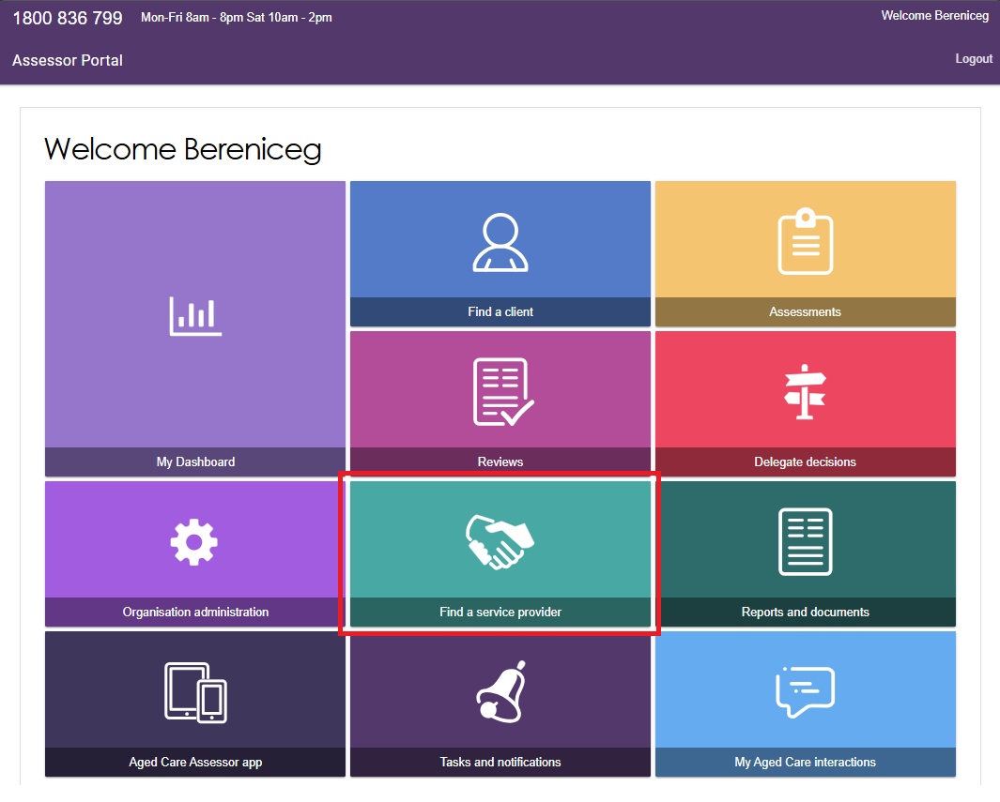 1800 836 799 Mon-Fri 8am - 8pm Sat 10am - 2pm Welcome Bereniceg
Assessor Portal Logout
Welcome Bereniceg
Find a client Assessments
My Dashboard Reviews Delegate decisions
Organisation administration Find a service provider Reports and documents
Aged Care Assessor app Tasks and notifications My Aged Care interactions